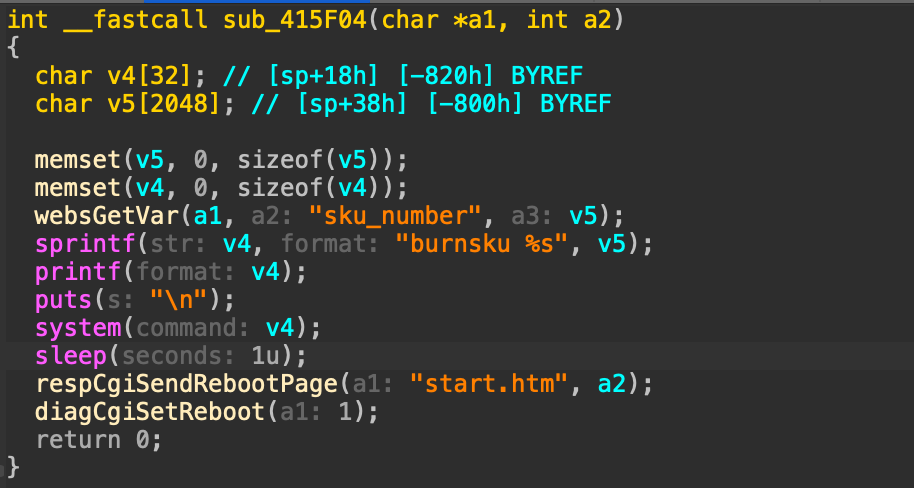 int __fastcall sub_415F04(char *a1, int a2)
{
  char v4[32]; // [sp+18h] [-820h] BYREF
  char v5[2048]; // [sp+38h] [-800h] BYREF

  memset(v5, 0, sizeof(v5));
  memset(v4, 0, sizeof(v4));
  websGetVar(a1, a2: "sku_number", a3: v5);
  sprintf(str: v4, format: "burnsku %s", v5);
  printf(format: v4);
  puts(s: "\n");
  system(command: v4);
  sleep(seconds: 1u);
  respCgiSendRebootPage(a1: "start.htm", a2);
  diagCgiSetReboot(a1: 1);
  return 0;
}